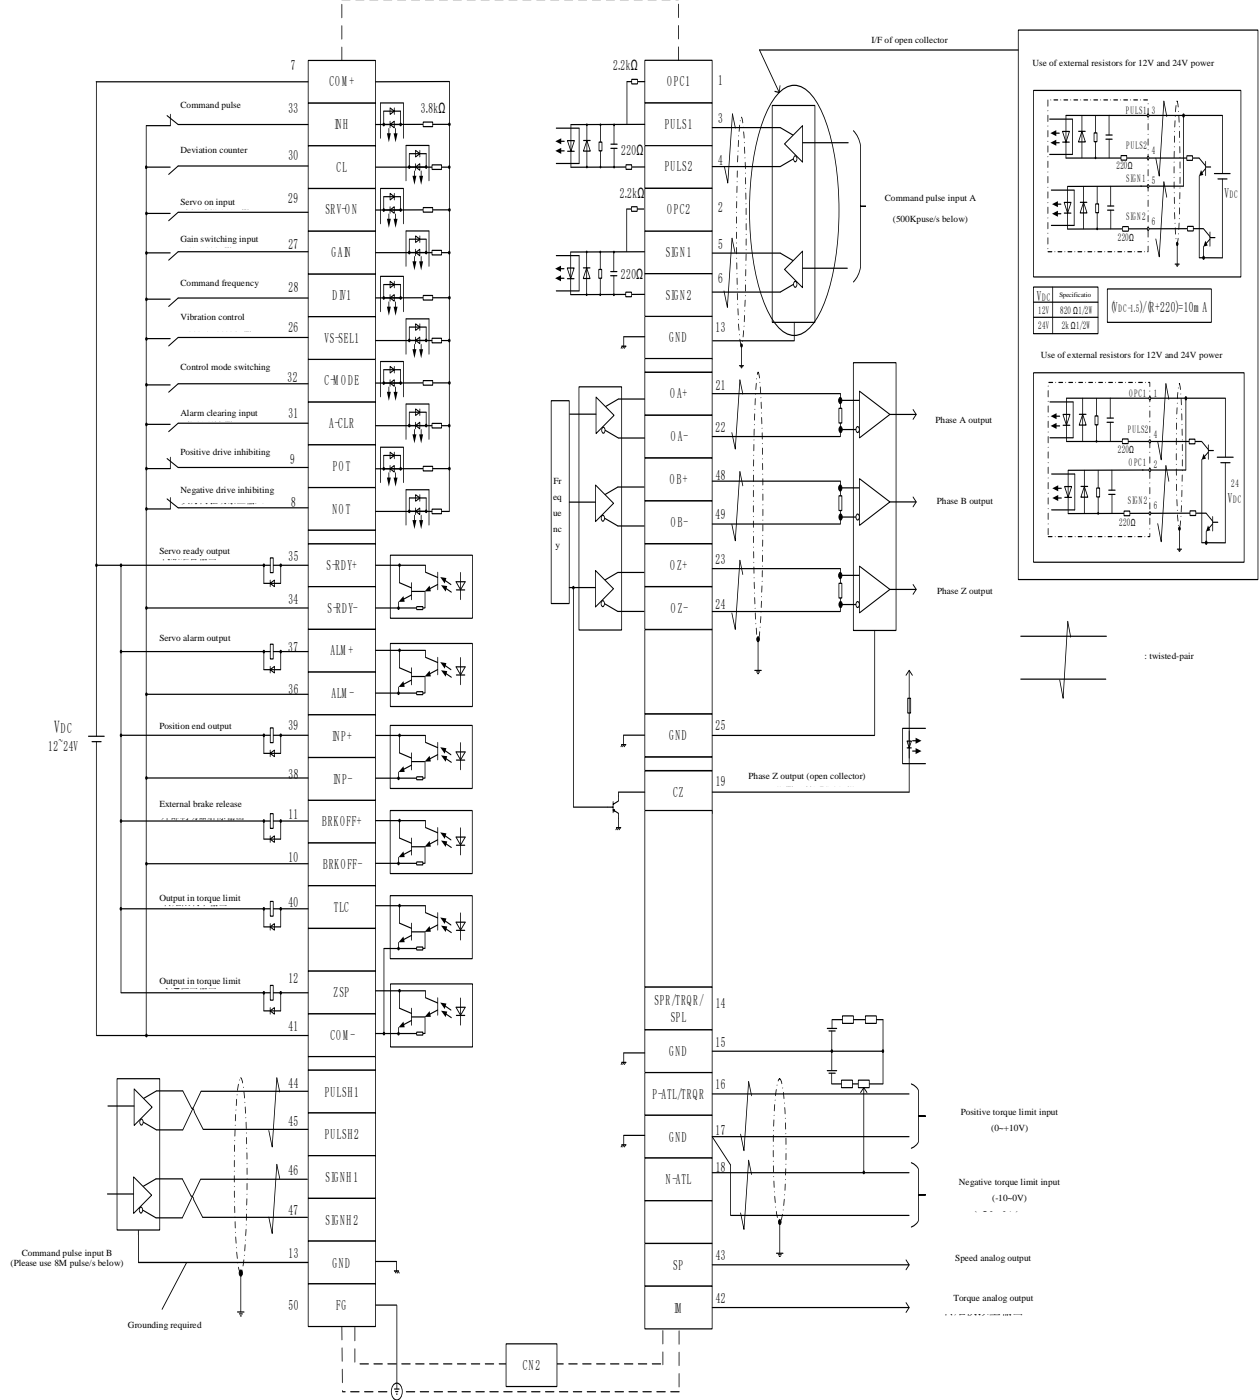 7
COM+
Command pulse
33
INH
3.8kΩ
Deviation counter
30
CL
Servo on input
29
SRV-ON
Gain switching input
27
GAIN
Command frequency
28
DIV1
Vibration control
26
VS-SEL1
Control mode switching
32
C-MODE
Alarm clearing input
31
A-CLR
Positive drive inhibiting
9
POT
Negative drive inhibiting
8
NOT
Servo ready output
35
S-RDY+
34
S-RDY-
Servo alarm output
37
ALM+
36
ALM-
VDC
12~24V
Position end output
39
INP+
38
INP-
External brake release
11
BRKOFF+
10
BRKOFF-
Output in torque limit
40
TLC
Output in torque limit
12
ZSP
41
COM-
44
PULSH1
45
PULSH2
46
SIGNH1
47
SIGNH2
Command pulse input B
(Please use 8M pulse/s below)
13
GND
50
FG
Grounding required
CN2
2.2kΩ
OPC1
1
PULS1
3
220Ω
PULS2
4
2.2kΩ
OPC2
2
SIGN1
5
220Ω
SIGN2
6
GND
13
I/F of open collector
Command pulse input A
(500Kpuse/s below)
Fr
eq
ue
nc
y
OA+
21
OA-
22
Phase A output
OB+
48
OB-
49
Phase B output
OZ+
23
OZ-
24
Phase Z output
GND
25
CZ
19
Phase Z output (open collector)
SPR/TRQR/
SPL
14
GND
15
P-ATL/TRQR
16
GND
17
Positive torque limit input
(0~+10V)
N-ATL
18
Negative torque limit input
(-10~0V)
SP
43
Speed analog output
IM
42
Torque analog output
Use of external resistors for 12V and 24V power
PULS1 3
PULS2 4
220Ω
SIGN1 5
SIGN2 6
220Ω
VDC
VDC Specificatio
12V 820Ω1/2W
24V 2kΩ1/2W
(VDC-1.5)/(R+220)=10mA
Use of external resistors for 12V and 24V power
OPC1 1
PULS2 4
220Ω
OPC1 2
SIGN2 6
220Ω
24
VDC
: twisted-pair